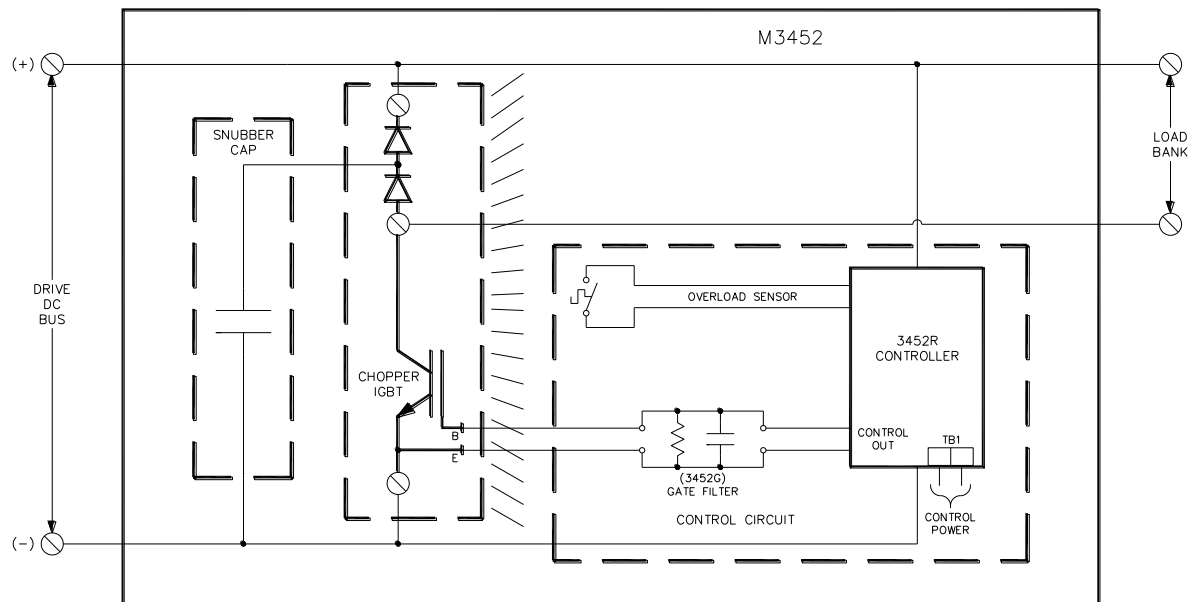 M3452
(+)
SNUBBER
CAP
LOAD
BANK
DRIVE
DC
BUS
OVERLOAD SENSOR
3452R
CONTROLLER
CHOPPER
IGBT
B
E
CONTROL
OUT
TB1
(3452G)
GATE FILTER
CONTROL CIRCUIT
CONTROL
POWER
(-)